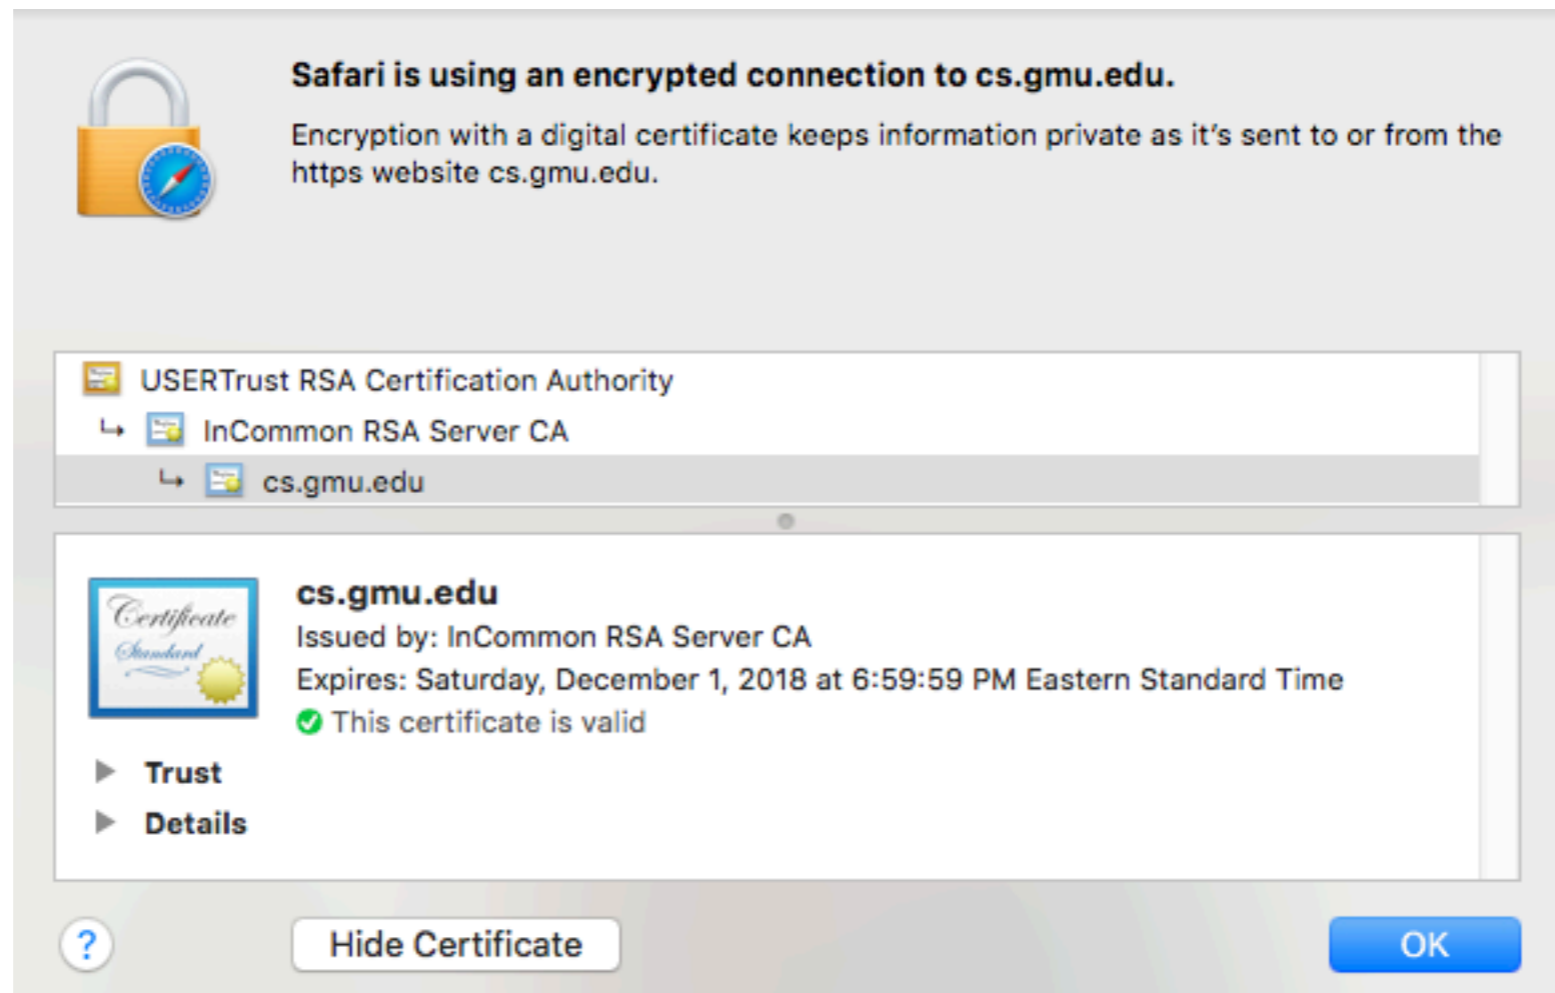 Safari is using an encrypted connection to cs.gmu.edu.
Encryption with a digital certificate keeps information private as it’s sent to or from the
https website cs.gmu.edu.
USERTrust RSA Certification Authority
InCommon RSA Server CA
cs.gmu.edu
Certificate
Standard
cs.gmu.edu
Issued by: InCommon RSA Server CA
Expires: Saturday, December 1, 2018 at 6:59:59 PM Eastern Standard Time
This certificate is valid
Trust
Details
?
Hide Certificate
OK